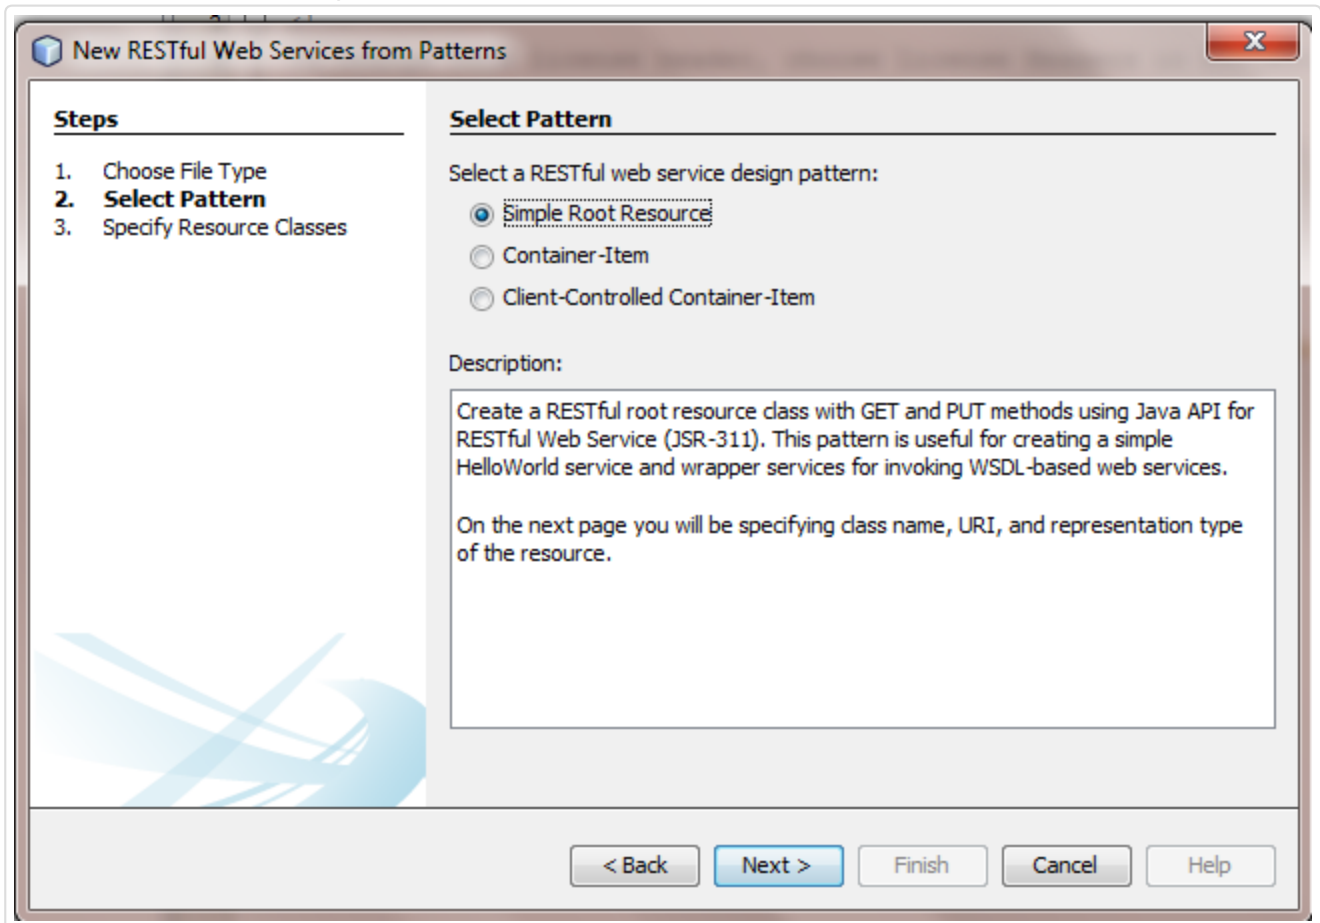 New RESTful Web Services from Patterns
Steps
1. Choose File Type
2. Select Pattern
3. Specify Resource Classes
Select Pattern
Select a RESTful web service design pattern:
Simple Root Resource
Container-Item
Client-Controlled Container-Item
Description:
Create a RESTful root resource class with GET and PUT methods using Java API for
RESTful Web Service (JSR-311). This pattern is useful for creating a simple
HelloWorld service and wrapper services for invoking WSDL-based web services.
On the next page you will be specifying class name, URI, and representation type
of the resource.
< Back Next > Finish Cancel Help